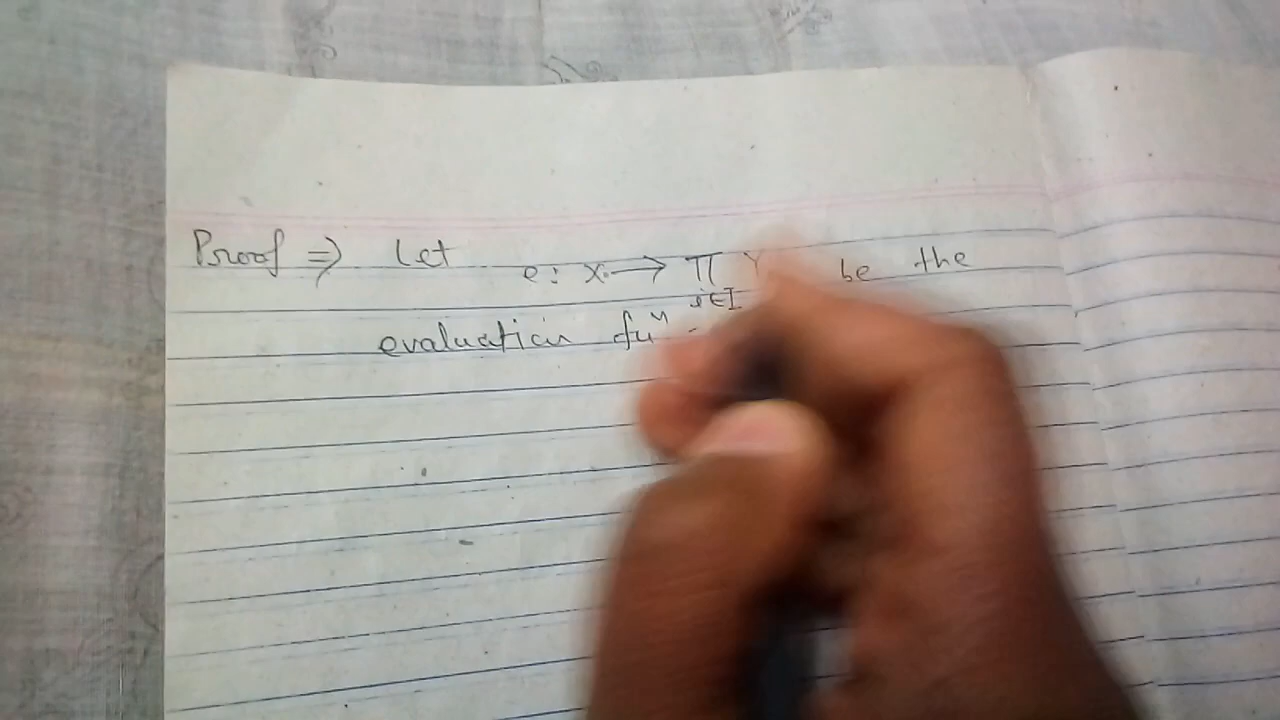 Proof ⇒ Let e: X → ∏ i∈I Y be the
evaluation fuⁿ